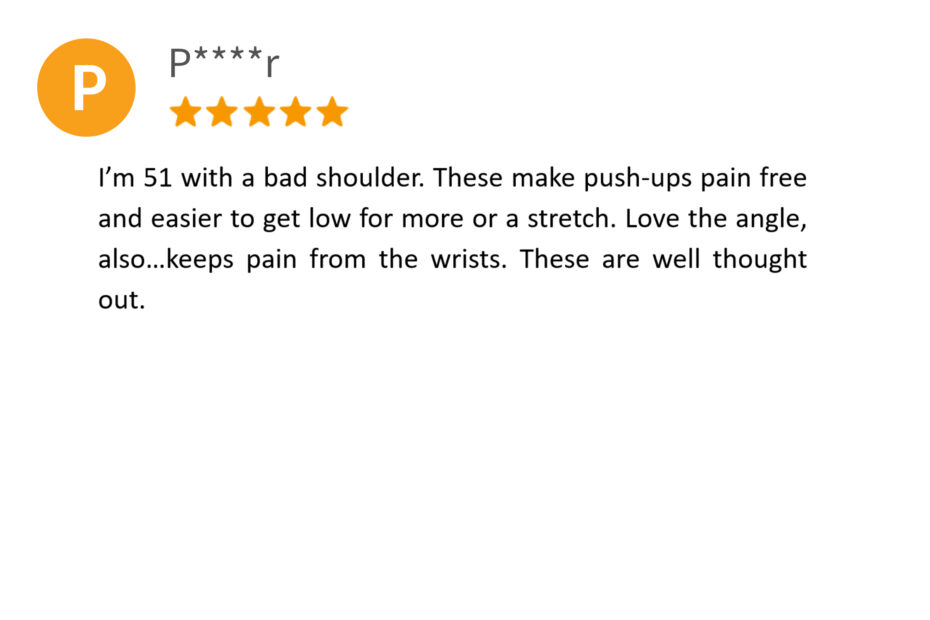 P
P****r
I’m 51 with a bad shoulder. These make push-ups pain free
and easier to get low for more or a stretch. Love the angle,
also…keeps pain from the wrists. These are well thought
out.